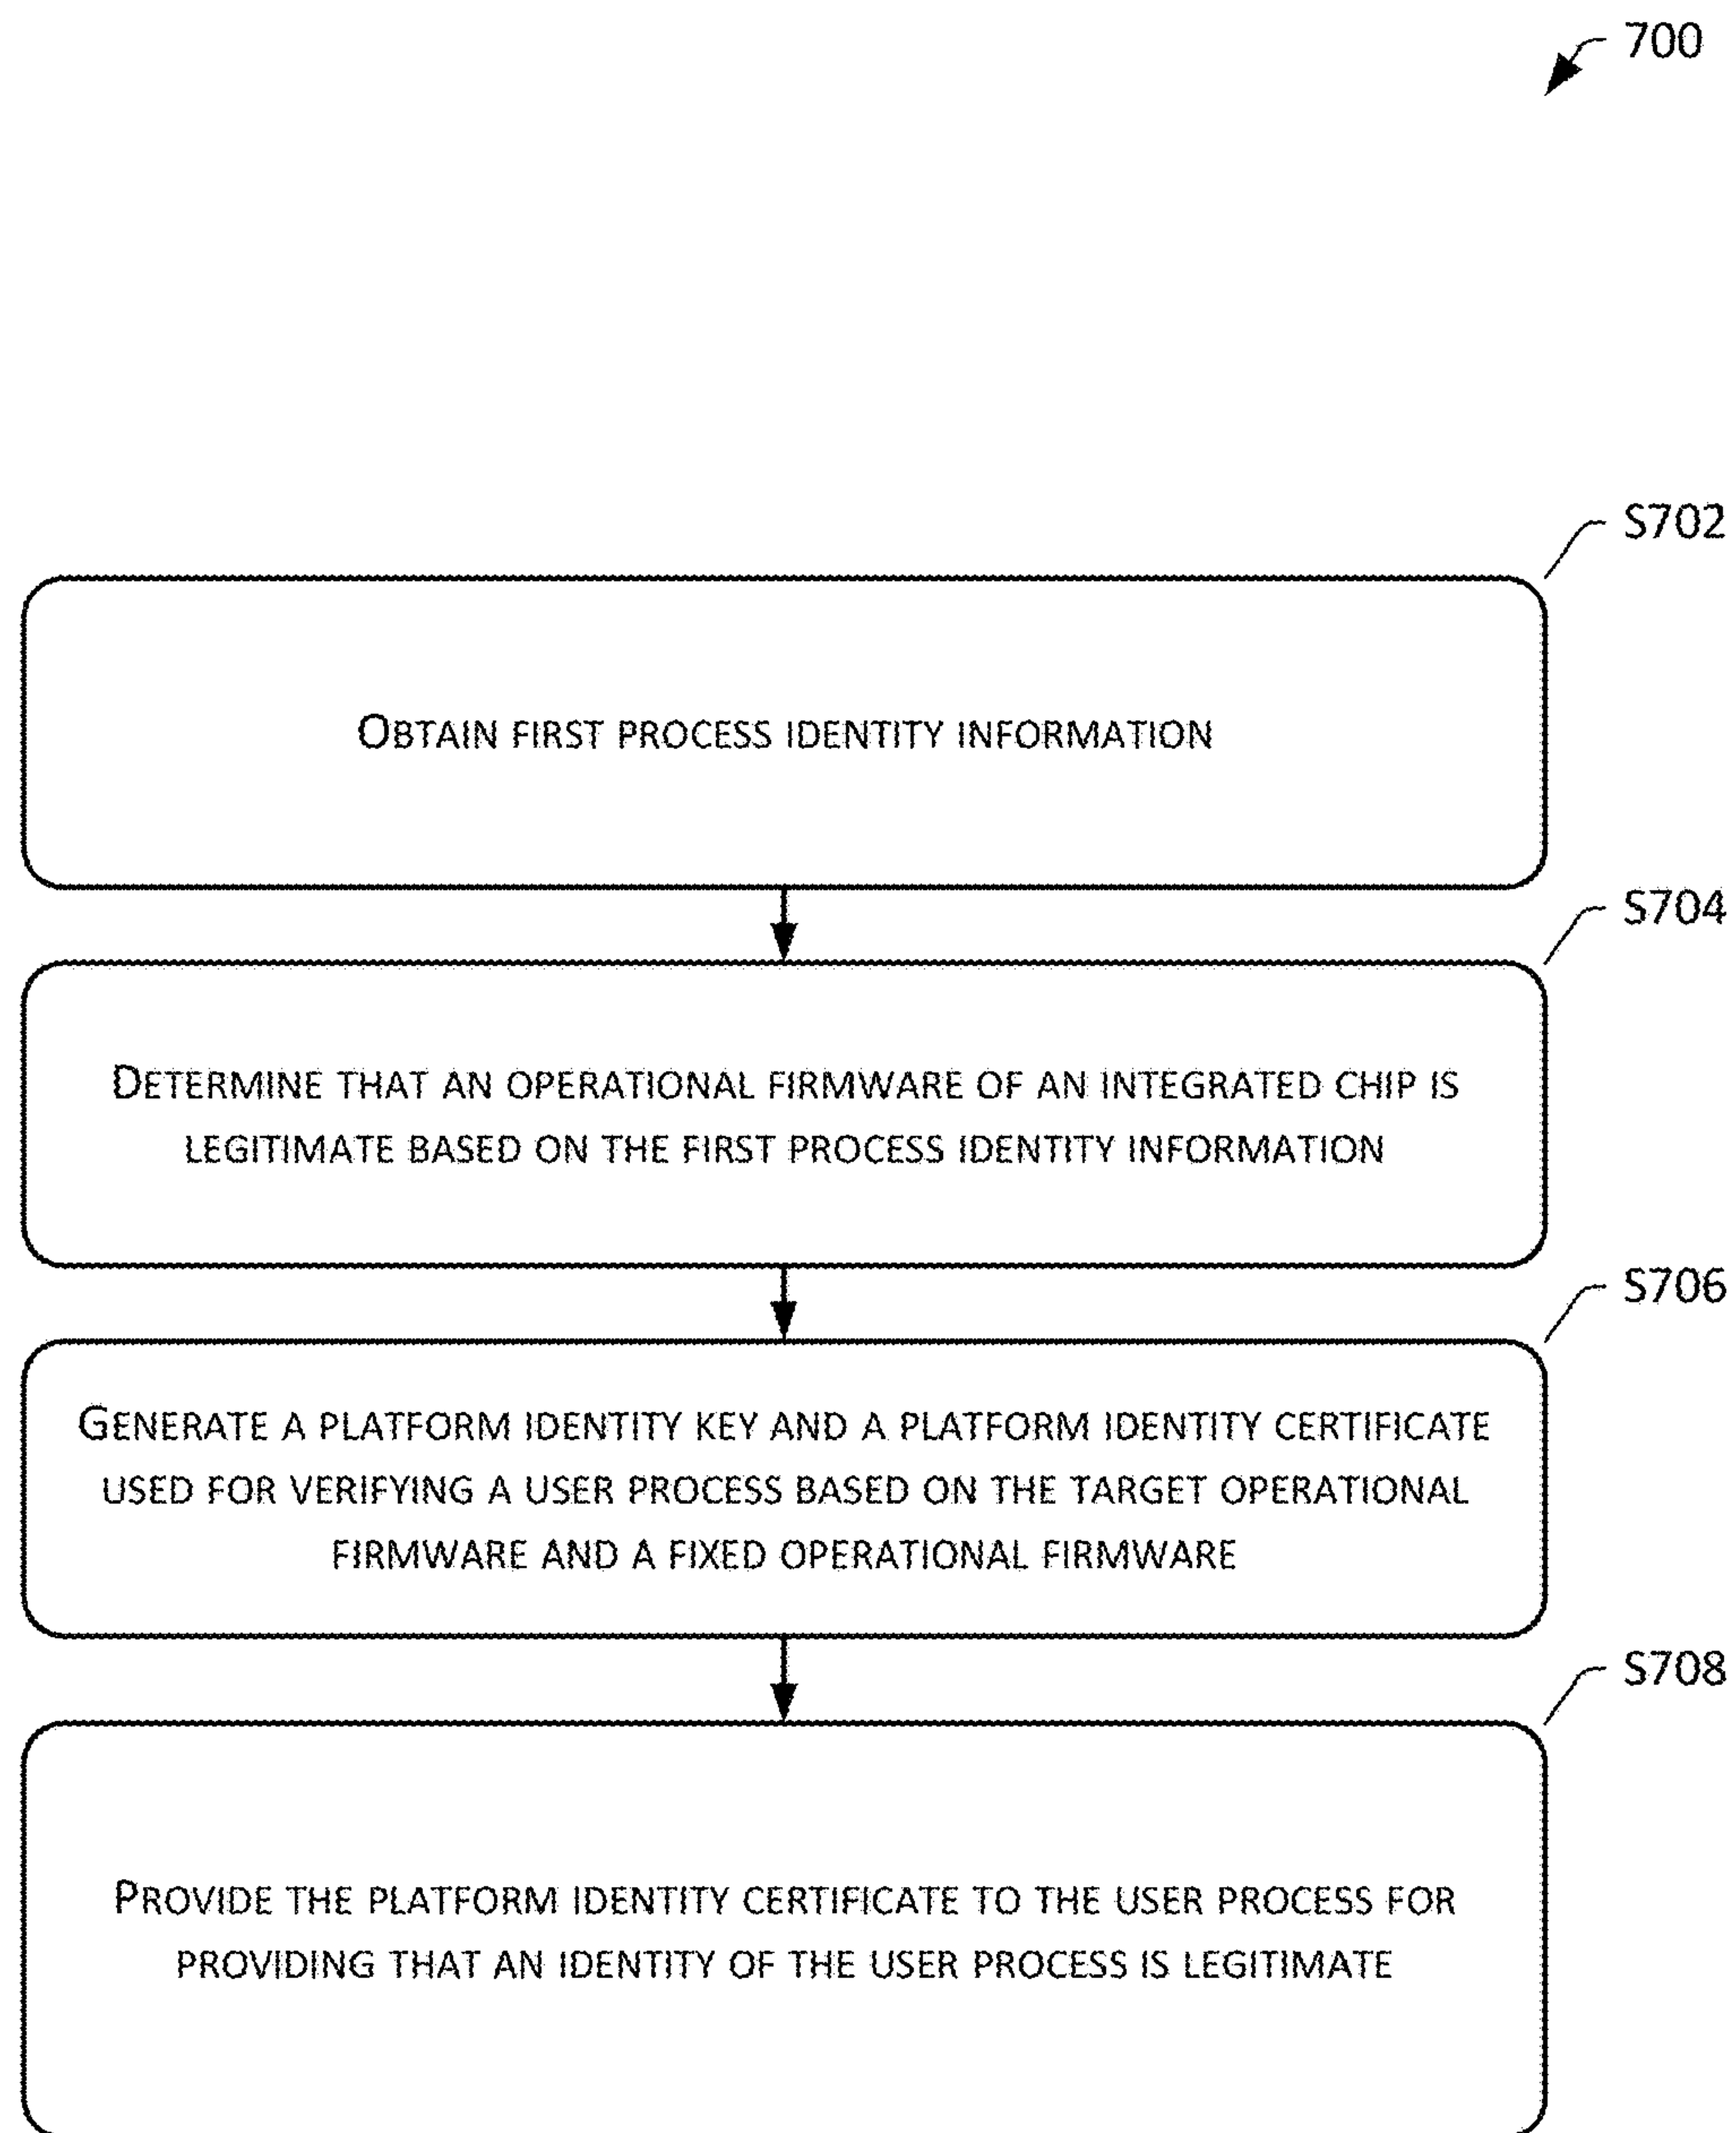 700
S702
OBTAIN FIRST PROCESS IDENTITY INFORMATION
S704
DETERMINE THAT AN OPERATIONAL FIRMWARE OF AN INTEGRATED CHIP IS
LEGITIMATE BASED ON THE FIRST PROCESS IDENTITY INFORMATION
S706
GENERATE A PLATFORM IDENTITY KEY AND A PLATFORM IDENTITY CERTIFICATE
USED FOR VERIFYING A USER PROCESS BASED ON THE TARGET OPERATIONAL
FIRMWARE AND A FIXED OPERATIONAL FIRMWARE
S708
PROVIDE THE PLATFORM IDENTITY CERTIFICATE TO THE USER PROCESS FOR
PROVIDING THAT AN IDENTITY OF THE USER PROCESS IS LEGITIMATE